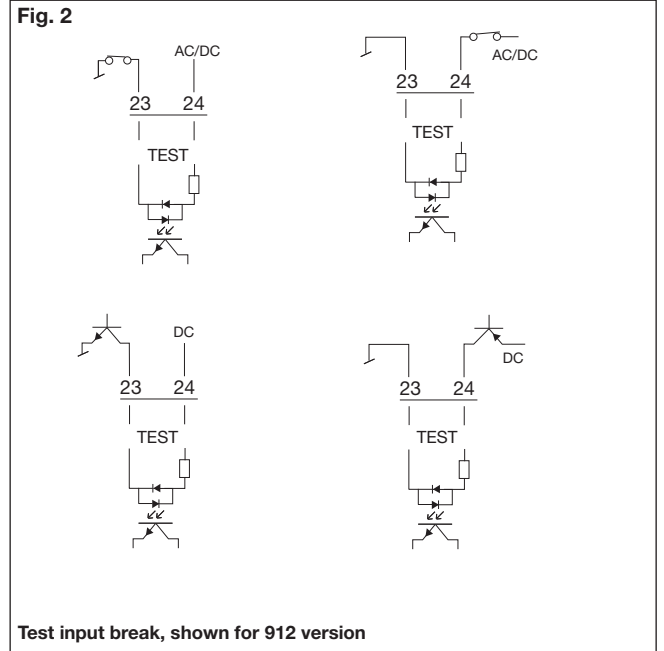 Fig. 2
AC/DC
23 24
TEST
AC/DC
23 24
TEST
DC
23 24
TEST
DC
23 24
TEST
Test input break, shown for 912 version